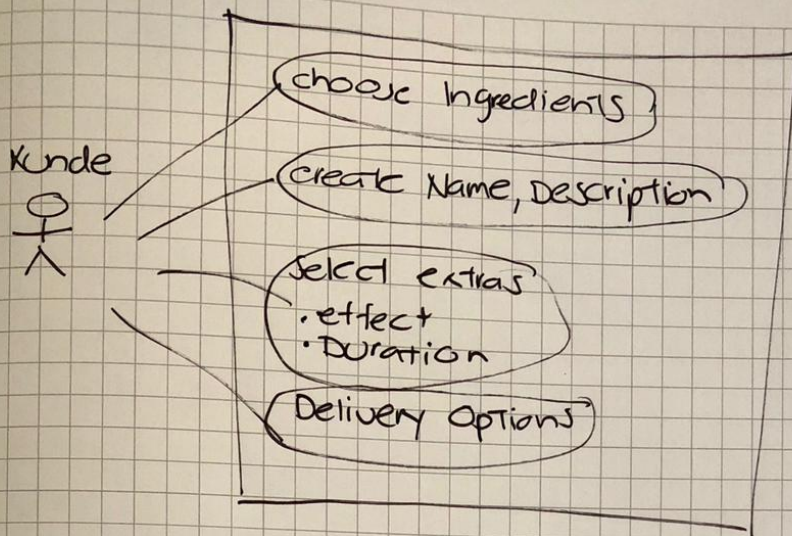 Kunde
choose Ingredients
create Name, Description
Select extras
• effect
• Duration
Delivery Options